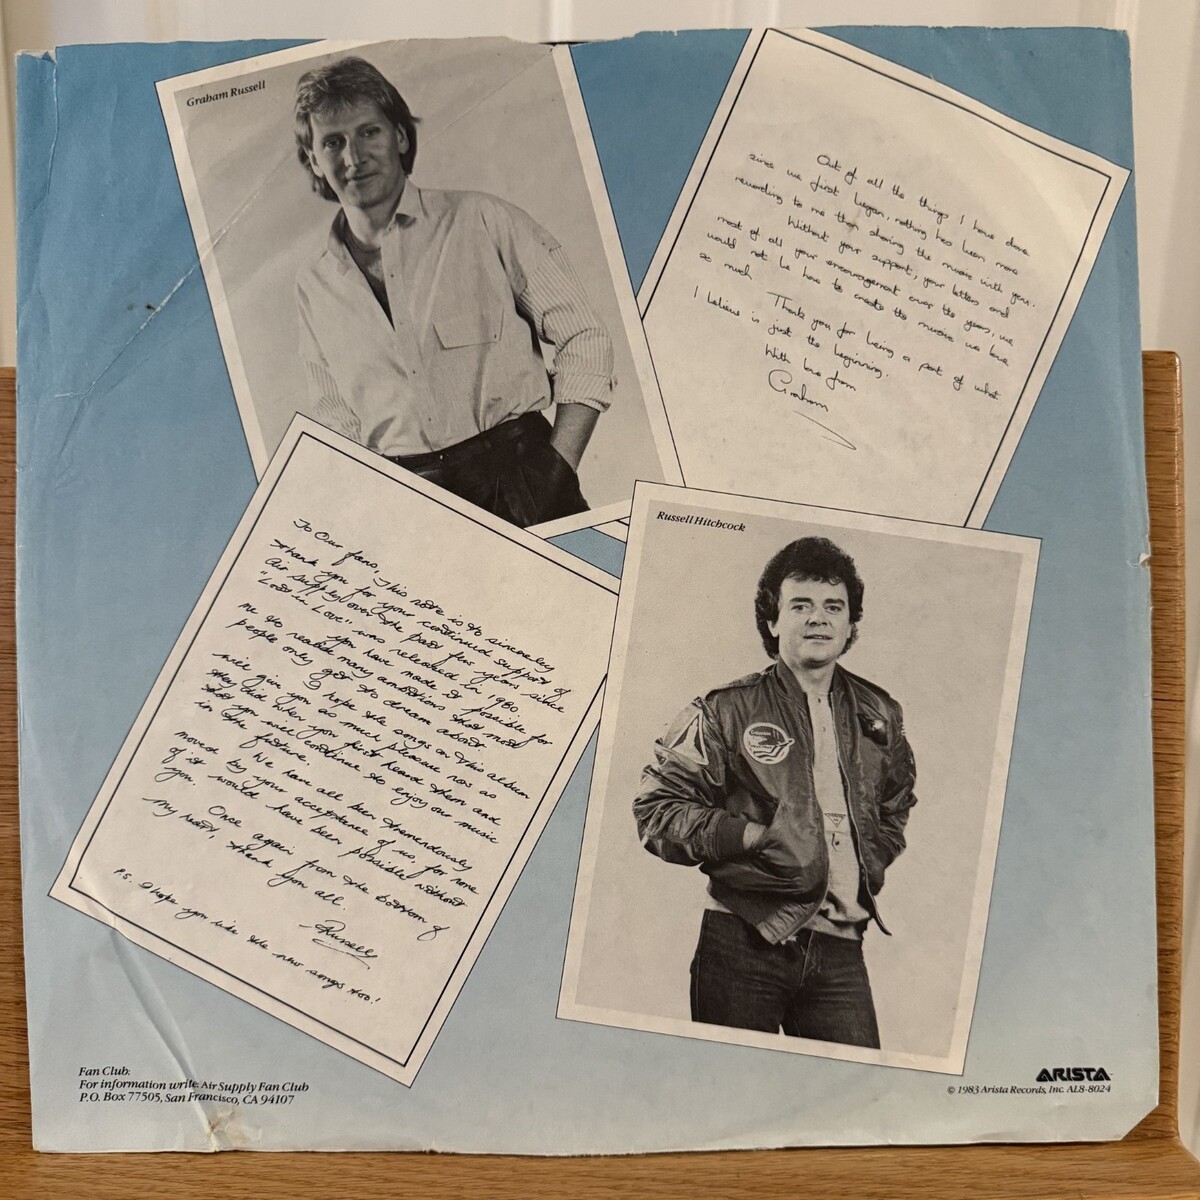 Graham Russell
Out of all the things I have done
since we first began, nothing has been more
rewarding to me than sharing the music with you.
Without your support, your letters and
most of all your encouragement over the years, we
would not be have to create the music we love
so much. Thank you for being a part of what
I believe is just the beginning.
With love from
Graham
To Our fans, This note is to sincerely
thank you for your continued support of
Air Supply over the past few years since
"Lost in Love" was released in 1980
You have made it possible for
me to reach many ambitions that most
people only get to dream about.
I hope the songs on this album
will give you as much pleasure now as
they did when you first heard them and
that you will continue to enjoy our music
in the future.
We have all been tremendously
moved by your acceptance of us, for none
of it would have been possible without
you.
Once again from the bottom of
my heart, thank you all.
Russell
P.S. I hope you like the new songs too!
Russell Hitchcock
Fan Club:
For information write: Air Supply Fan Club
P.O. Box 77505, San Francisco, CA 94107
ARISTA
© 1983 Arista Records, Inc. AL8-8024